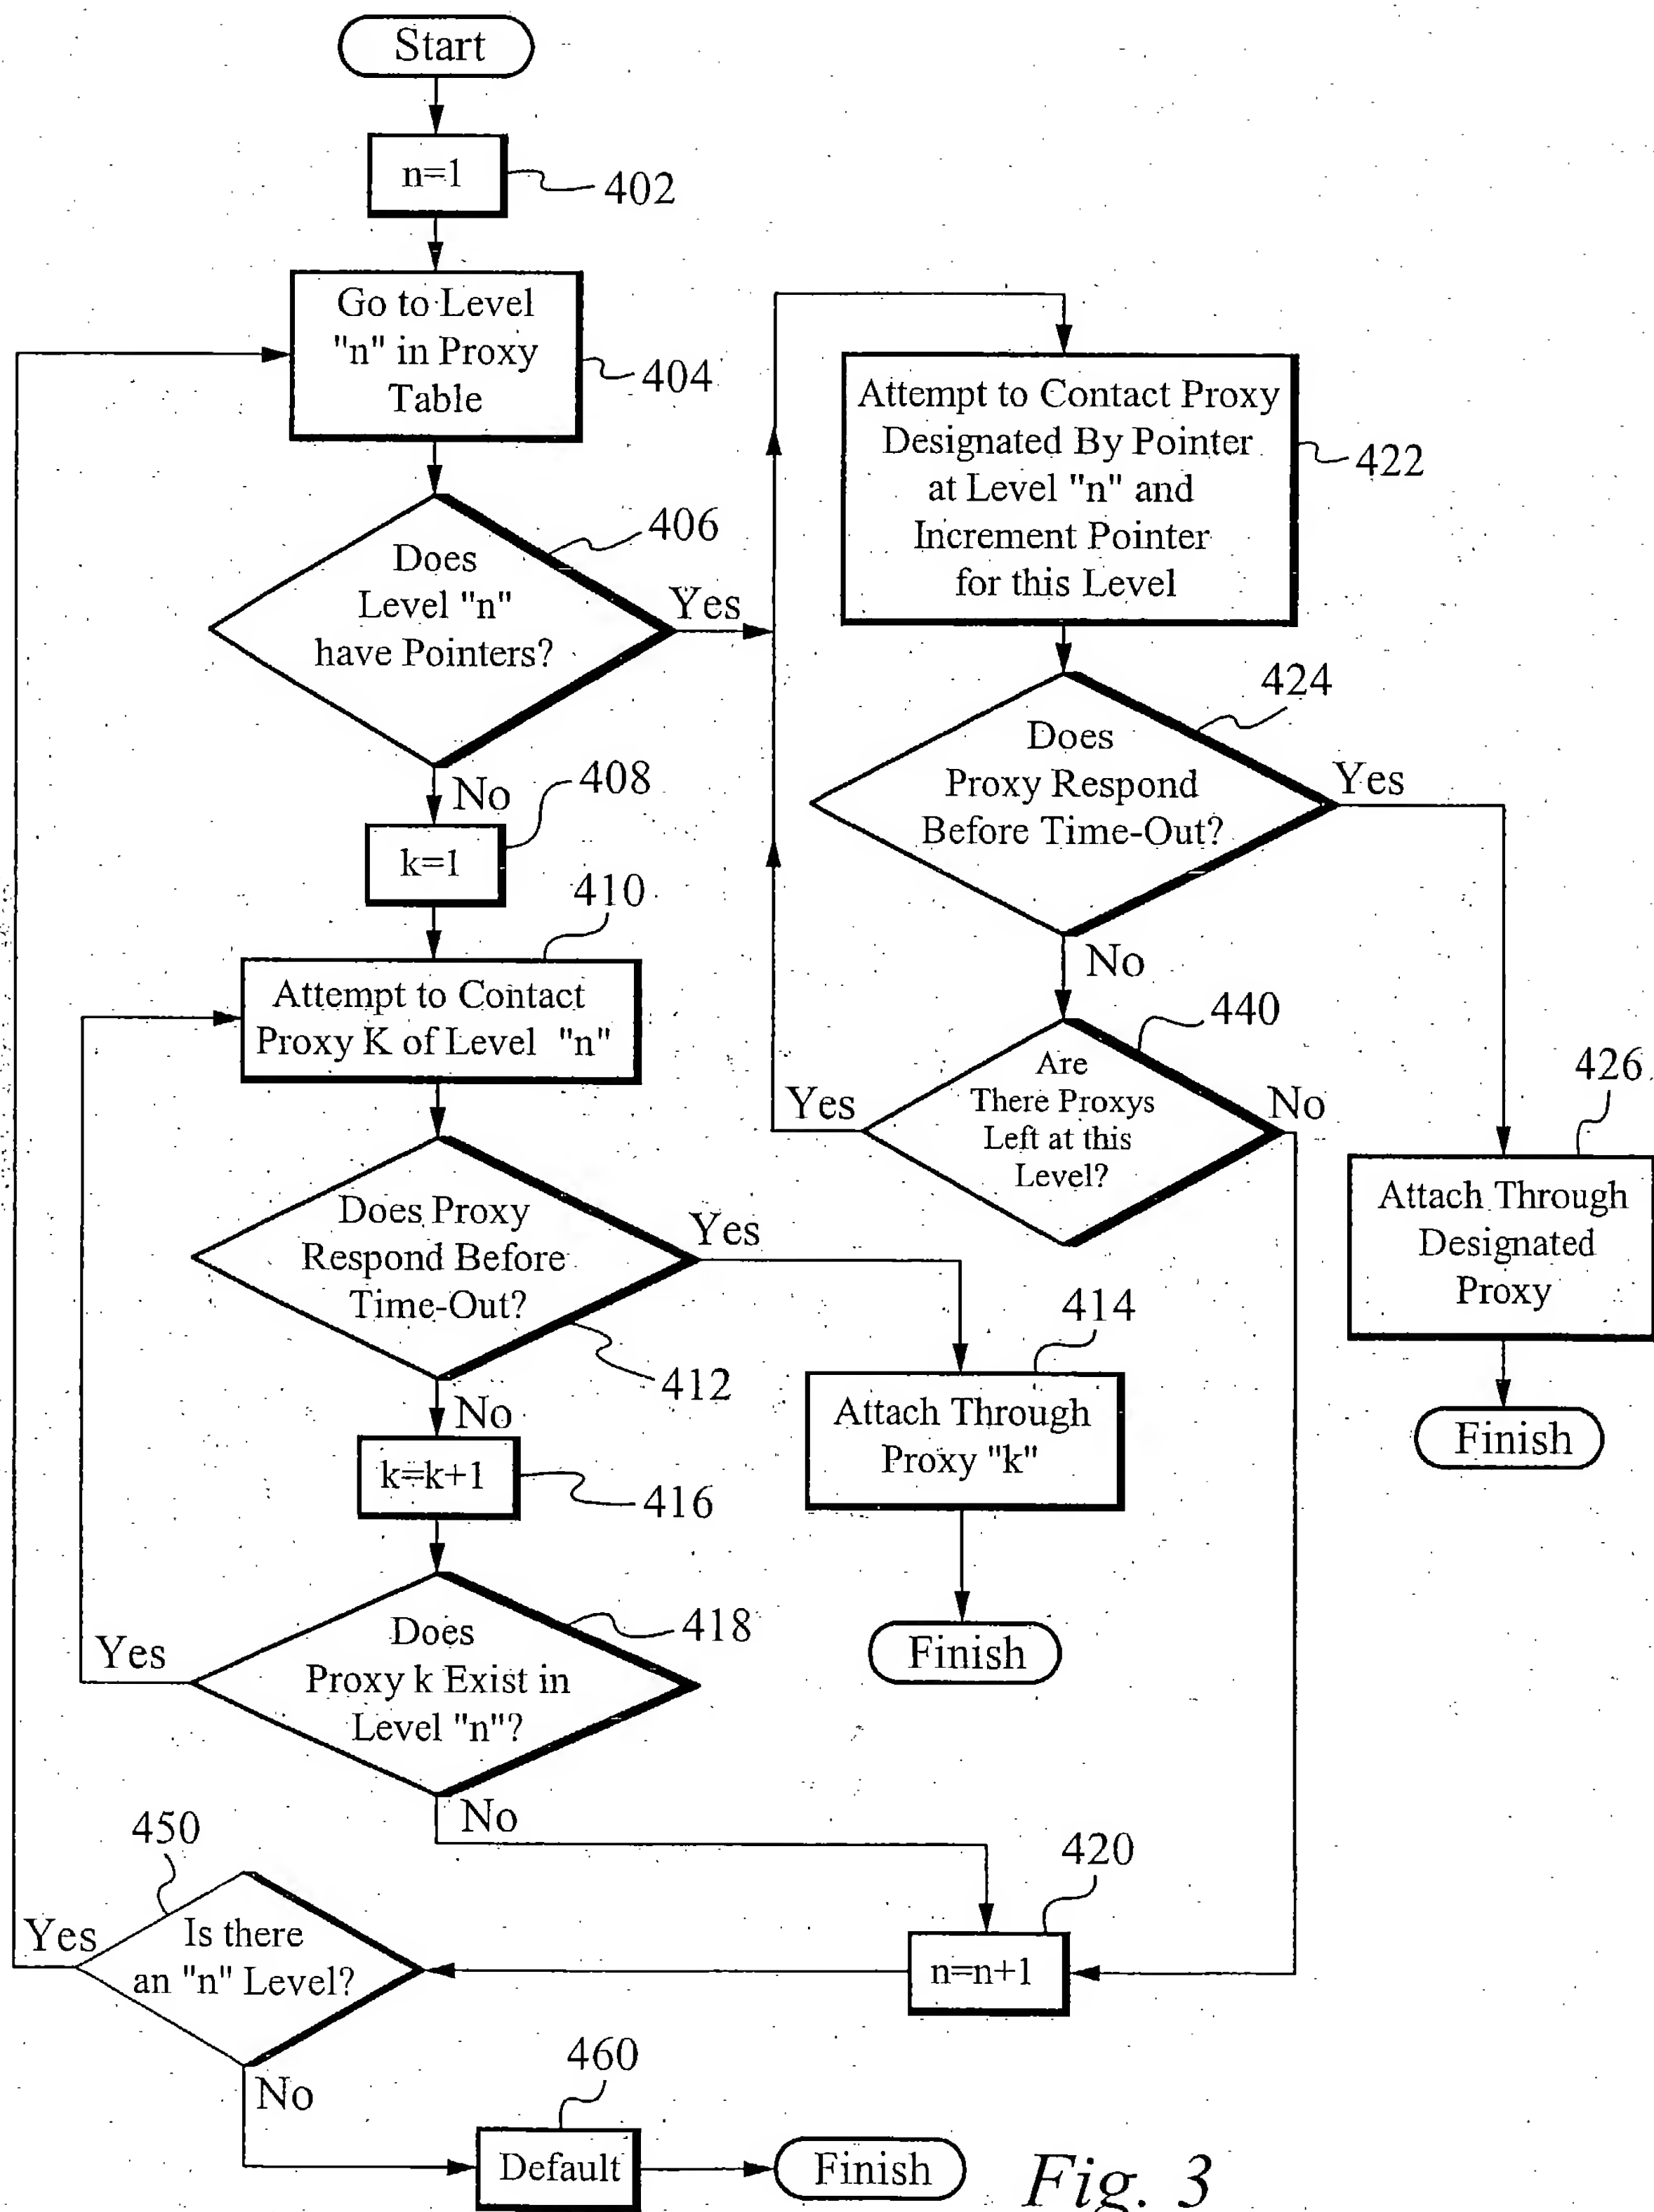 Start
n=1
402
Go to Level
"n" in Proxy
Table
404
Does
Level "n"
have Pointers?
406
Yes
No
k=1
408
Attempt to Contact
Proxy K of Level "n"
410
Does Proxy
Respond Before
Time-Out?
412
Yes
No
Attach Through
Proxy "k"
414
Finish
k=k+1
416
Does
Proxy k Exist in
Level "n"?
418
Yes
No
Attempt to Contact Proxy
Designated By Pointer
at Level "n" and
Increment Pointer
for this Level
422
Does
Proxy Respond
Before Time-Out?
424
Yes
No
Are
There Proxys
Left at this
Level?
440
Yes
No
Attach Through
Designated
Proxy
426
Finish
n=n+1
420
Is there
an "n" Level?
450
Yes
No
Default
460
Finish
Fig. 3